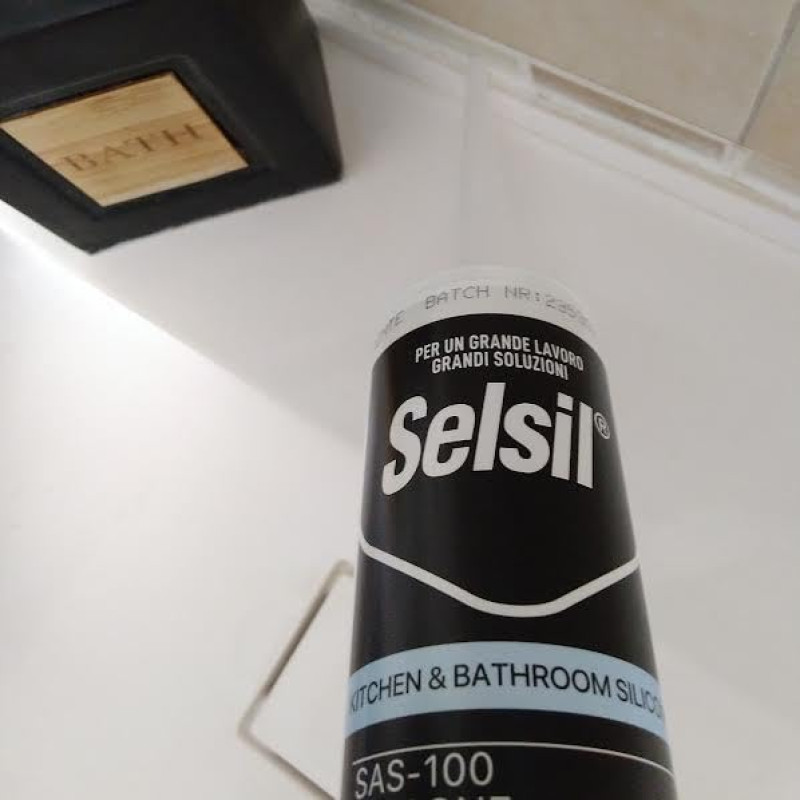 BATH
BATCH NR:
PER UN GRANDE LAVORO
GRANDI SOLUZIONI
Selsil®
KITCHEN & BATHROOM
SAS-100